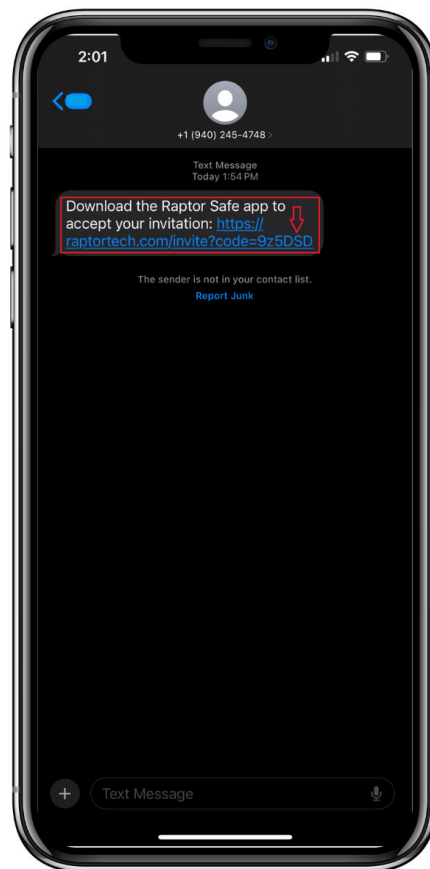 2:01
+1 (940) 245-4748 >
Text Message
Today 1:54 PM
Download the Raptor Safe app to
accept your invitation: https://
raptortech.com/invite?code=9z5DSD
The sender is not in your contact list.
Report Junk
Text Message